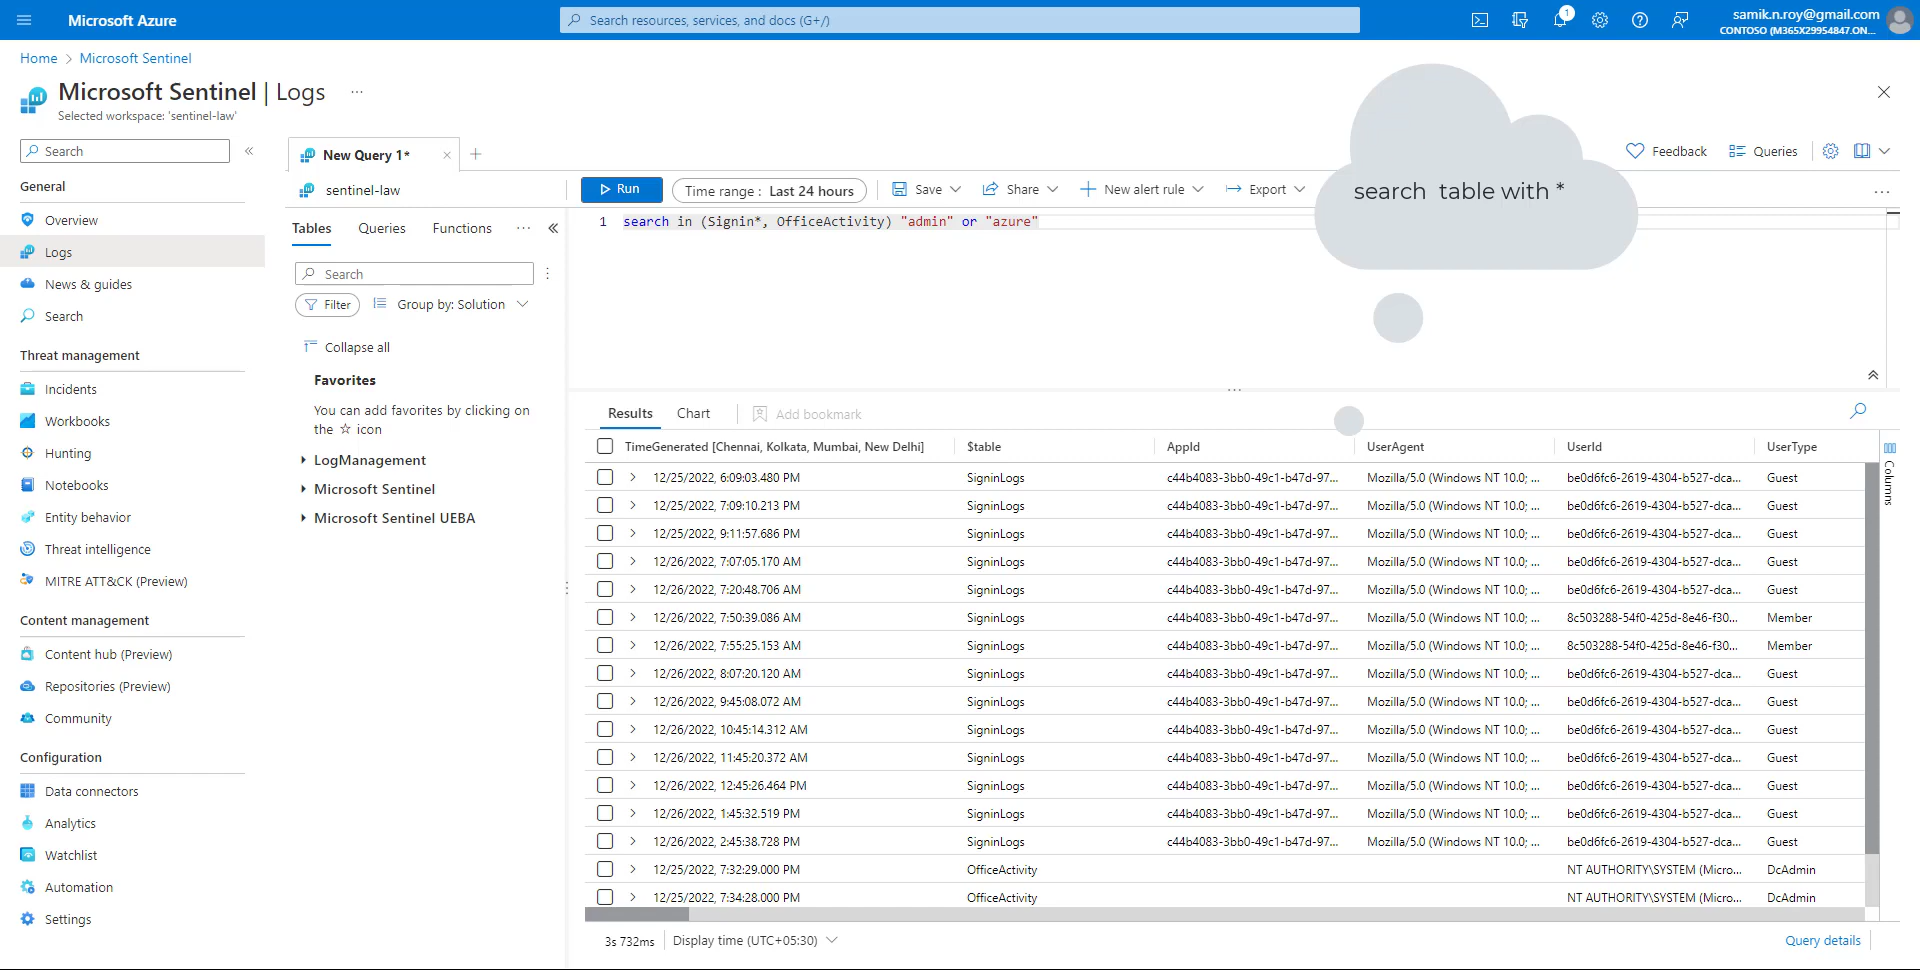 Microsoft Azure
Search resources, services, and docs (G+/)
1
samik.n.roy@gmail.com
CONTOSO (M365X29954847.ON...
Home > Microsoft Sentinel
Microsoft Sentinel | Logs ...
Selected workspace: 'sentinel-law'
Search
General
Overview
Logs
News & guides
Search
Threat management
Incidents
Workbooks
Hunting
Notebooks
Entity behavior
Threat intelligence
MITRE ATT&CK (Preview)
Content management
Content hub (Preview)
Repositories (Preview)
Community
Configuration
Data connectors
Analytics
Watchlist
Automation
Settings
New Query 1*
Feedback
Queries
sentinel-law
Run
Time range : Last 24 hours
Save
Share
New alert rule
Export
search table with *
Tables
Queries
Functions
Search
Filter
Group by: Solution
Collapse all
Favorites
You can add favorites by clicking on
the ☆ icon
LogManagement
Microsoft Sentinel
Microsoft Sentinel UEBA
1 search in (Signin*, OfficeActivity) "admin" or "azure"
Results
Chart
Add bookmark
TimeGenerated [Chennai, Kolkata, Mumbai, New Delhi] $table AppId UserAgent UserId UserType
12/25/2022, 6:09:03.480 PM SigninLogs c44b4083-3bb0-49c1-b47d-97... Mozilla/5.0 (Windows NT 10.0; ... be0d6fc6-2619-4304-b527-dca... Guest
12/25/2022, 7:09:10.213 PM SigninLogs c44b4083-3bb0-49c1-b47d-97... Mozilla/5.0 (Windows NT 10.0; ... be0d6fc6-2619-4304-b527-dca... Guest
12/25/2022, 9:11:57.686 PM SigninLogs c44b4083-3bb0-49c1-b47d-97... Mozilla/5.0 (Windows NT 10.0; ... be0d6fc6-2619-4304-b527-dca... Guest
12/26/2022, 7:07:05.170 AM SigninLogs c44b4083-3bb0-49c1-b47d-97... Mozilla/5.0 (Windows NT 10.0; ... be0d6fc6-2619-4304-b527-dca... Guest
12/26/2022, 7:20:48.706 AM SigninLogs c44b4083-3bb0-49c1-b47d-97... Mozilla/5.0 (Windows NT 10.0; ... be0d6fc6-2619-4304-b527-dca... Guest
12/26/2022, 7:50:39.086 AM SigninLogs c44b4083-3bb0-49c1-b47d-97... Mozilla/5.0 (Windows NT 10.0; ... 8c503288-54f0-425d-8e46-f30... Member
12/26/2022, 7:55:25.153 AM SigninLogs c44b4083-3bb0-49c1-b47d-97... Mozilla/5.0 (Windows NT 10.0; ... 8c503288-54f0-425d-8e46-f30... Member
12/26/2022, 8:07:20.120 AM SigninLogs c44b4083-3bb0-49c1-b47d-97... Mozilla/5.0 (Windows NT 10.0; ... be0d6fc6-2619-4304-b527-dca... Guest
12/26/2022, 9:45:08.072 AM SigninLogs c44b4083-3bb0-49c1-b47d-97... Mozilla/5.0 (Windows NT 10.0; ... be0d6fc6-2619-4304-b527-dca... Guest
12/26/2022, 10:45:14.312 AM SigninLogs c44b4083-3bb0-49c1-b47d-97... Mozilla/5.0 (Windows NT 10.0; ... be0d6fc6-2619-4304-b527-dca... Guest
12/26/2022, 11:45:20.372 AM SigninLogs c44b4083-3bb0-49c1-b47d-97... Mozilla/5.0 (Windows NT 10.0; ... be0d6fc6-2619-4304-b527-dca... Guest
12/26/2022, 12:45:26.464 PM SigninLogs c44b4083-3bb0-49c1-b47d-97... Mozilla/5.0 (Windows NT 10.0; ... be0d6fc6-2619-4304-b527-dca... Guest
12/26/2022, 1:45:32.519 PM SigninLogs c44b4083-3bb0-49c1-b47d-97... Mozilla/5.0 (Windows NT 10.0; ... be0d6fc6-2619-4304-b527-dca... Guest
12/26/2022, 2:45:38.728 PM SigninLogs c44b4083-3bb0-49c1-b47d-97... Mozilla/5.0 (Windows NT 10.0; ... be0d6fc6-2619-4304-b527-dca... Guest
12/25/2022, 7:32:29.000 PM OfficeActivity NT AUTHORITY\SYSTEM (Micro... DcAdmin
12/25/2022, 7:34:28.000 PM OfficeActivity NT AUTHORITY\SYSTEM (Micro... DcAdmin
Columns
3s 732ms
Display time (UTC+05:30)
Query details